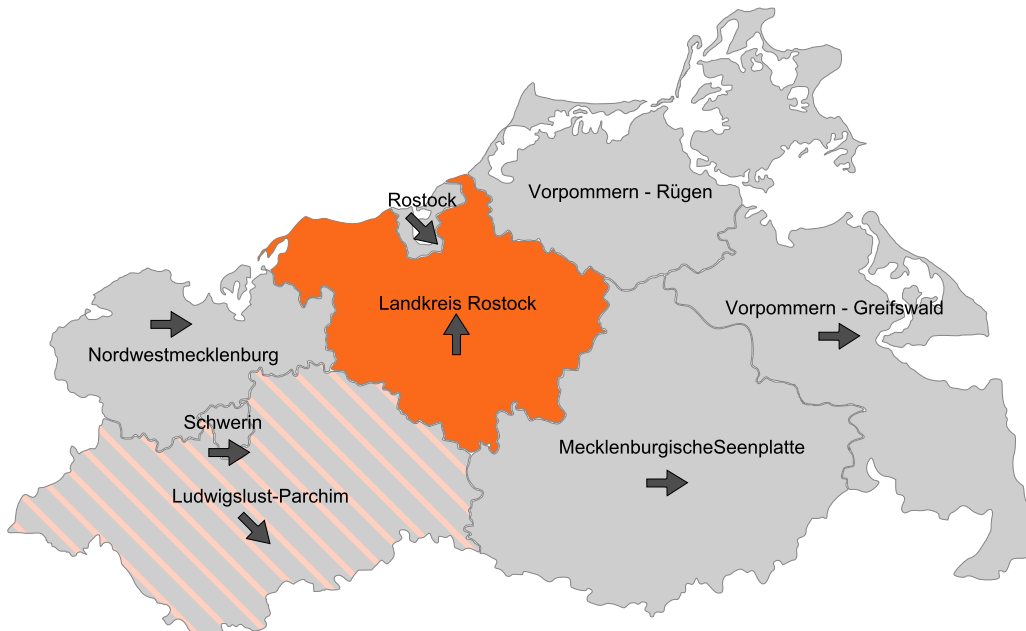 Vorpommern - Rügen
Rostock
Landkreis Rostock
Vorpommern - Greifswald
Nordwestmecklenburg
Schwerin
MecklenburgischeSeenplatte
Ludwigslust-Parchim